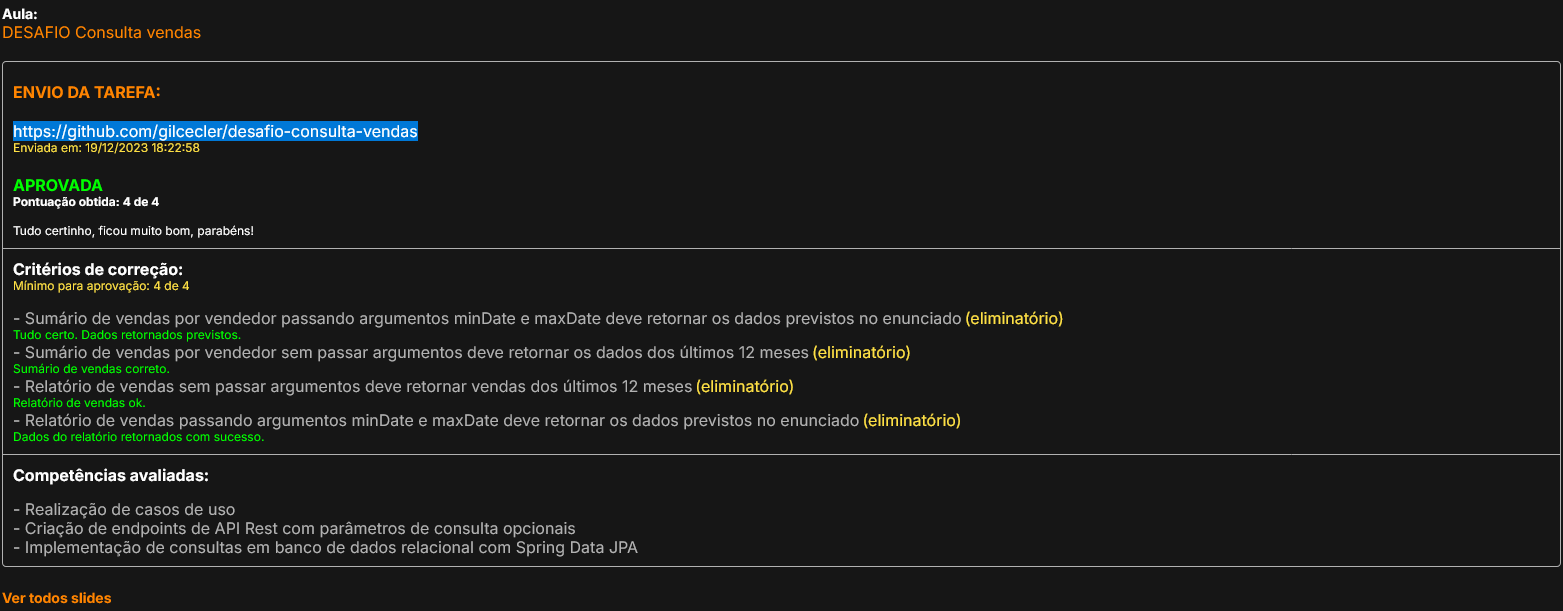 Aula:
DESAFIO Consulta vendas
ENVIO DA TAREFA:
https://github.com/gilcecler/desafio-consulta-vendas
Enviada em: 19/12/2023 18:22:58
APROVADA
Pontuação obtida: 4 de 4
Tudo certinho, ficou muito bom, parabéns!
Critérios de correção:
Mínimo para aprovação: 4 de 4
- Sumário de vendas por vendedor passando argumentos minDate e maxDate deve retornar os dados previstos no enunciado (eliminatório)
Tudo certo. Dados retornados previstos.
- Sumário de vendas por vendedor sem passar argumentos deve retornar os dados dos últimos 12 meses (eliminatório)
Sumário de vendas correto.
- Relatório de vendas sem passar argumentos deve retornar vendas dos últimos 12 meses (eliminatório)
Relatório de vendas ok.
- Relatório de vendas passando argumentos minDate e maxDate deve retornar os dados previstos no enunciado (eliminatório)
Dados do relatório retornados com sucesso.
Competências avaliadas:
- Realização de casos de uso
- Criação de endpoints de API Rest com parâmetros de consulta opcionais
- Implementação de consultas em banco de dados relacional com Spring Data JPA
Ver todos slides